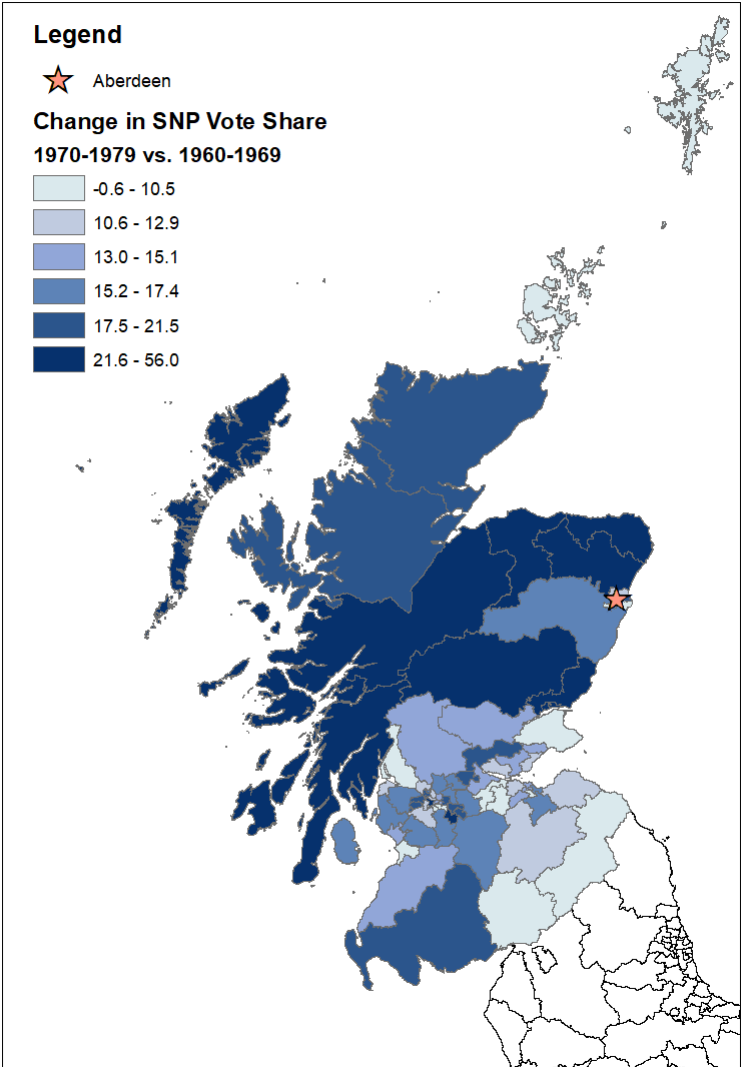 Legend
Aberdeen
Change in SNP Vote Share
1970-1979 vs. 1960-1969
-0.6 - 10.5
10.6 - 12.9
13.0 - 15.1
15.2 - 17.4
17.5 - 21.5
21.6 - 56.0